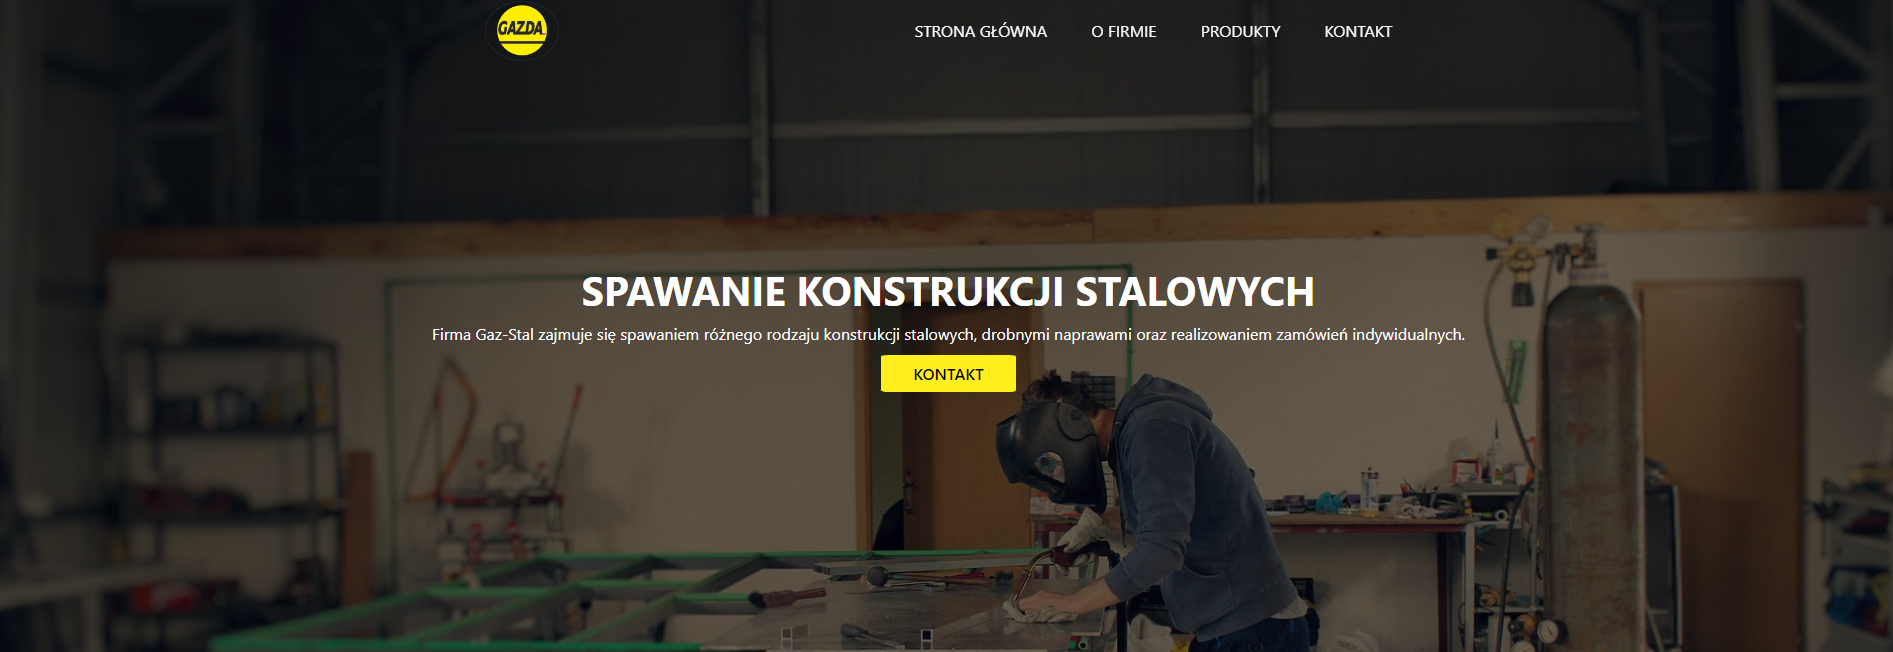 GAZDA
STRONA GŁÓWNA O FIRMIE PRODUKTY KONTAKT
SPAWANIE KONSTRUKCJI STALOWYCH
Firma Gaz-Stal zajmuje się spawaniem różnego rodzaju konstrukcji stalowych, drobnymi naprawami oraz realizowaniem zamówień indywidualnych.
KONTAKT